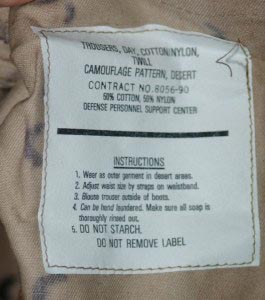 TROUSERS, DAY, COTTON/NYLON,
TWILL
CAMOUFLAGE PATTERN, DESERT
CONTRACT NO. 8056-90
50% COTTON, 50% NYLON
DEFENSE PERSONNEL SUPPORT CENTER
INSTRUCTIONS
1. Wear as outer garment in desert areas.
2. Adjust waist size by straps on waistband.
3. Blouse trouser outside of boots.
4. Can be hand laundered. Make sure all soap is
thoroughly rinsed out.
5. DO NOT STARCH.
DO NOT REMOVE LABEL